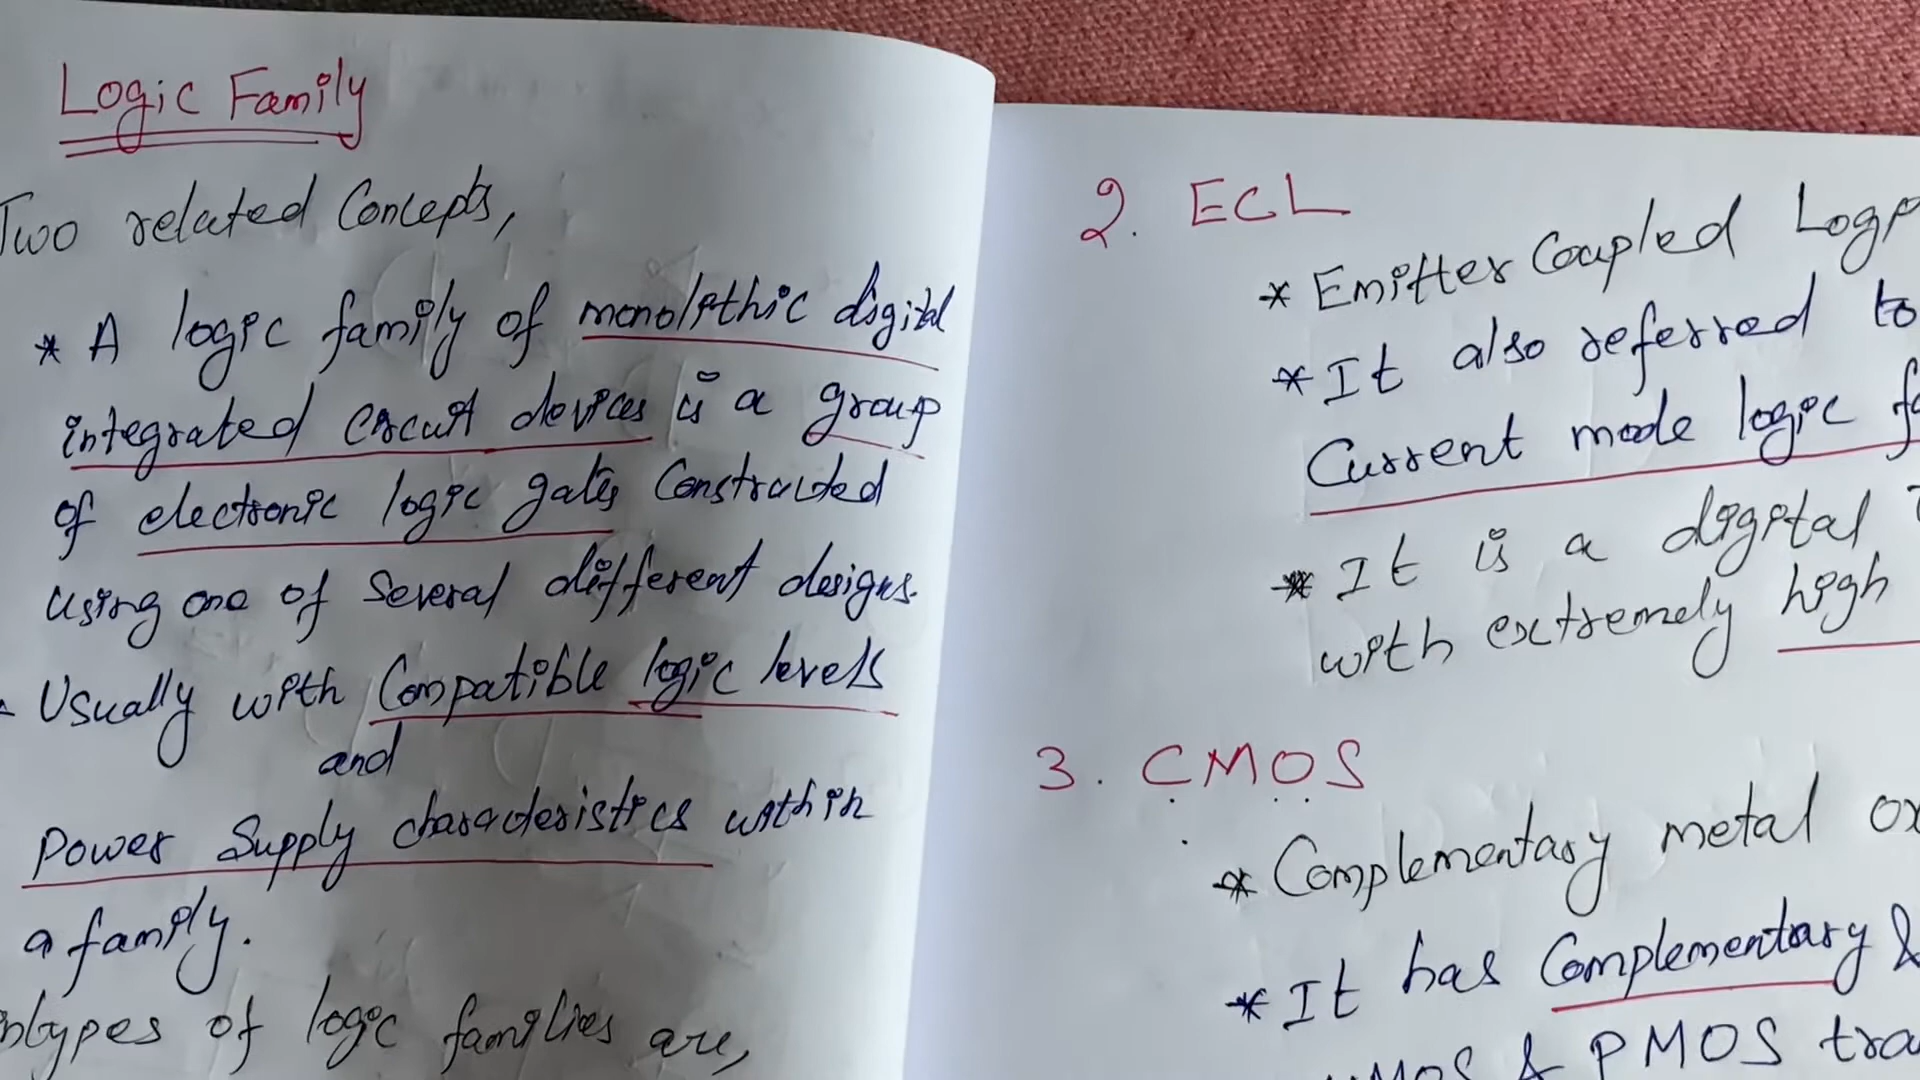 Logic Family
Two related Concepts,
* A logic family of monolithic digital
integrated circuit devices is a group
of electronic logic gates Constructed
using one of several different designs.
Usually with Compatible logic levels
and
Power Supply characteristics within
a family.
types of logic families are,
2. ECL
* Emitter Coupled Logi
* It also referred to
Current mode logic
* It is a digital
with extremely high
3. CMOS
* Complementary metal
* It has Complementary &
& PMOS